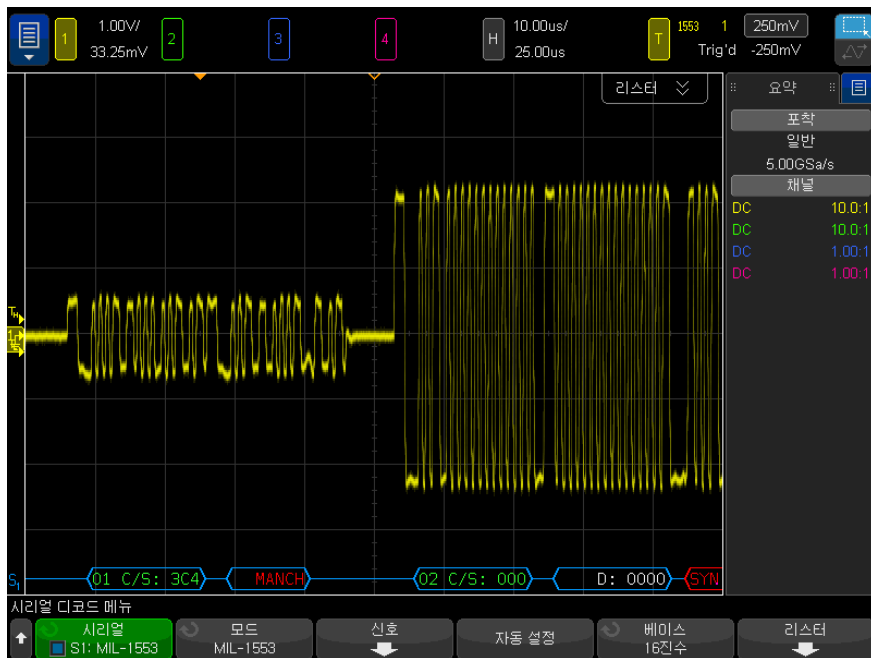 1 1.00V/ 2 3 4 H 10.00us/ T 1553 1 250mV
33.25mV 25.00us Trig'd -250mV
리스터
요약
포착
일반
5.00GSa/s
채널
DC 10.0:1
DC 10.0:1
DC 1.00:1
DC 1.00:1
TH
1
S1 01 C/S: 3C4 MANCH 02 C/S: 000 D: 0000 SYN
시리얼 디코드 메뉴
시리얼 모드 신호 자동 설정 베이스 리스터
S1: MIL-1553 MIL-1553 16진수